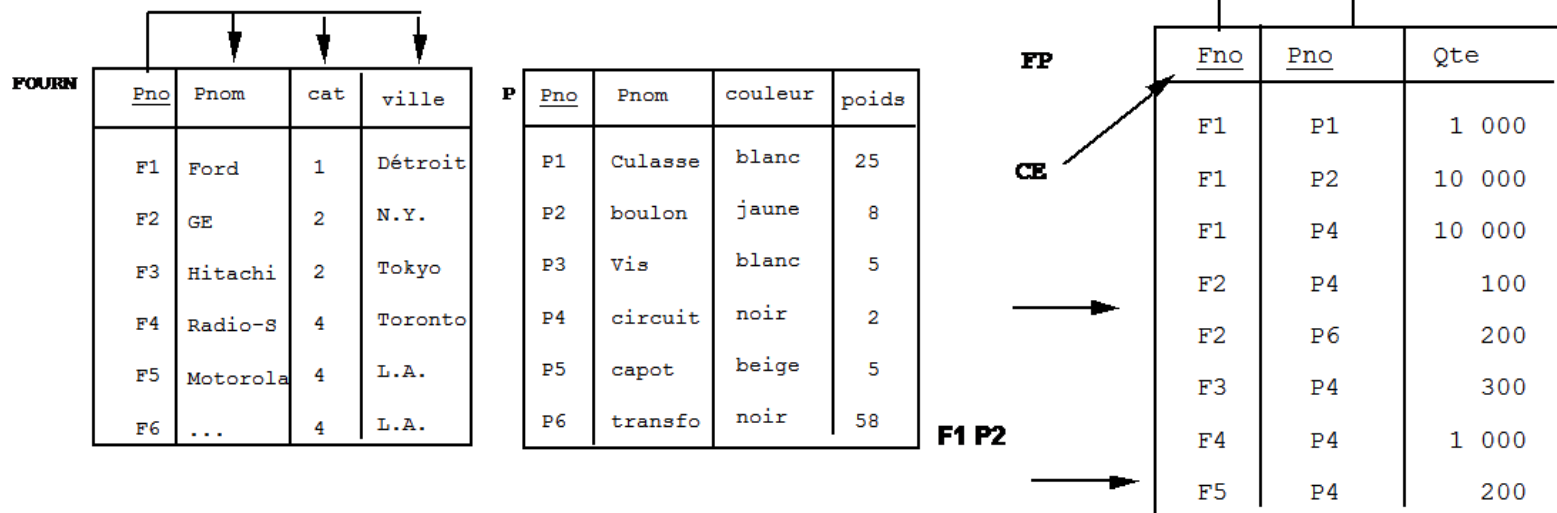 FOURN
Pno Pnom cat ville
F1 Ford 1 Détroit
F2 GE 2 N.Y.
F3 Hitachi 2 Tokyo
F4 Radio-S 4 Toronto
F5 Motorola 4 L.A.
F6 ... 4 L.A.
P
Pno Pnom couleur poids
P1 Culasse blanc 25
P2 boulon jaune 8
P3 Vis blanc 5
P4 circuit noir 2
P5 capot beige 5
P6 transfo noir 58
FP
Fno Pno Qte
CE
F1 P1 1 000
F1 P2 10 000
F1 P4 10 000
F2 P4 100
F2 P6 200
F3 P4 300
F1 P2
F4 P4 1 000
F5 P4 200